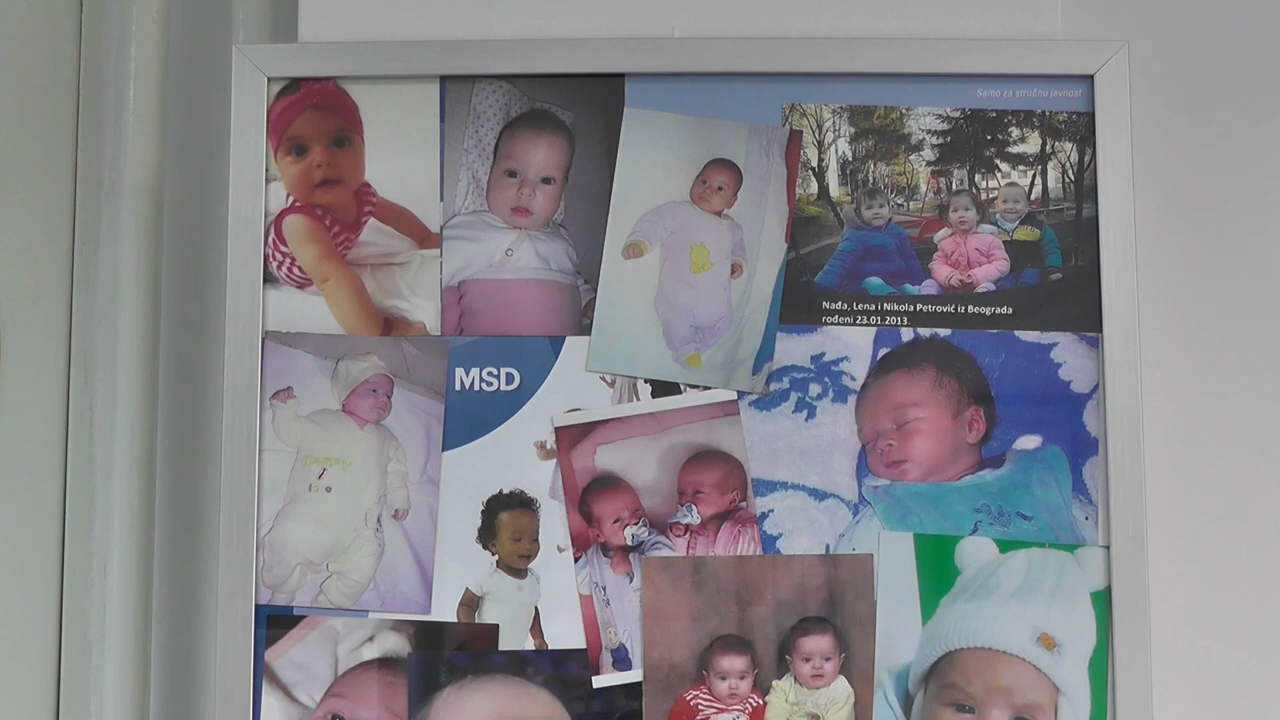 Samo za stručnu javnost
Nađa, Lena i Nikola Petrović iz Beograda
rođeni 23.01.2013.
MSD